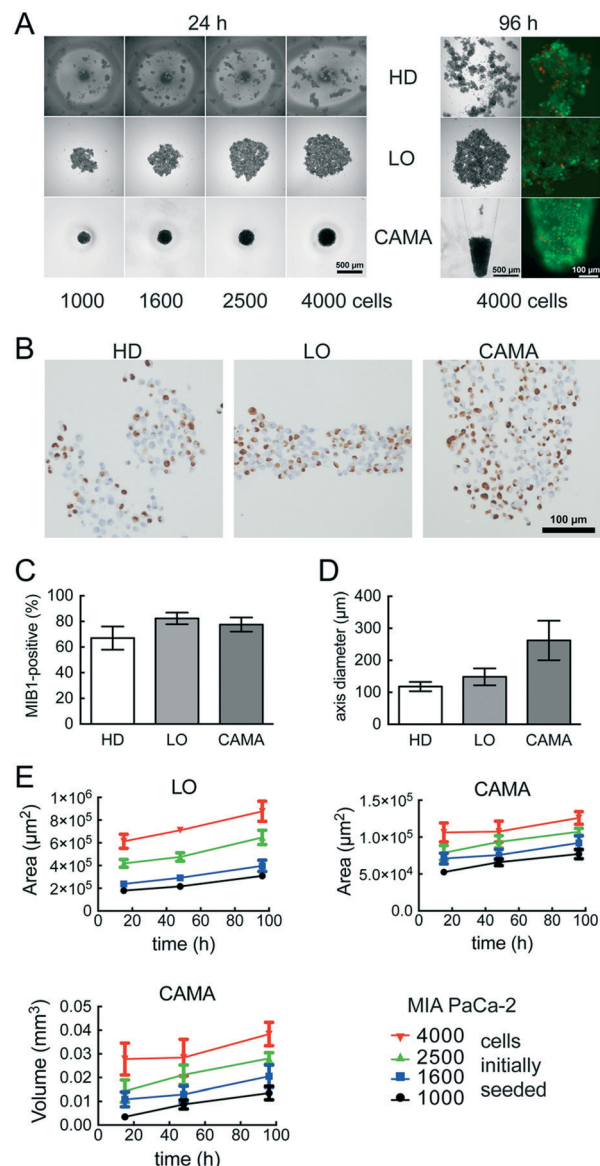 A
24 h
96 h
HD
LO
CAMA
500 µm
500 µm
100 µm
1000 1600 2500 4000 cells
4000 cells
B
HD LO CAMA
100 µm
C
MIB1-positive (%)
100
80
60
40
20
0
HD LO CAMA
D
axis diameter (µm)
400
300
200
100
0
HD LO CAMA
E
LO
Area (µm²)
1×10⁶
8×10⁵
6×10⁵
4×10⁵
2×10⁵
0 20 40 60 80 100
time (h)
CAMA
Area (µm²)
1.5×10⁵
1.0×10⁵
5.0×10⁴
0.0
0 20 40 60 80 100
time (h)
CAMA
Volume (mm³)
0.05
0.04
0.03
0.02
0.01
0.00
0 20 40 60 80 100
time (h)
MIA PaCa-2
4000 cells
2500 initially
1600 seeded
1000